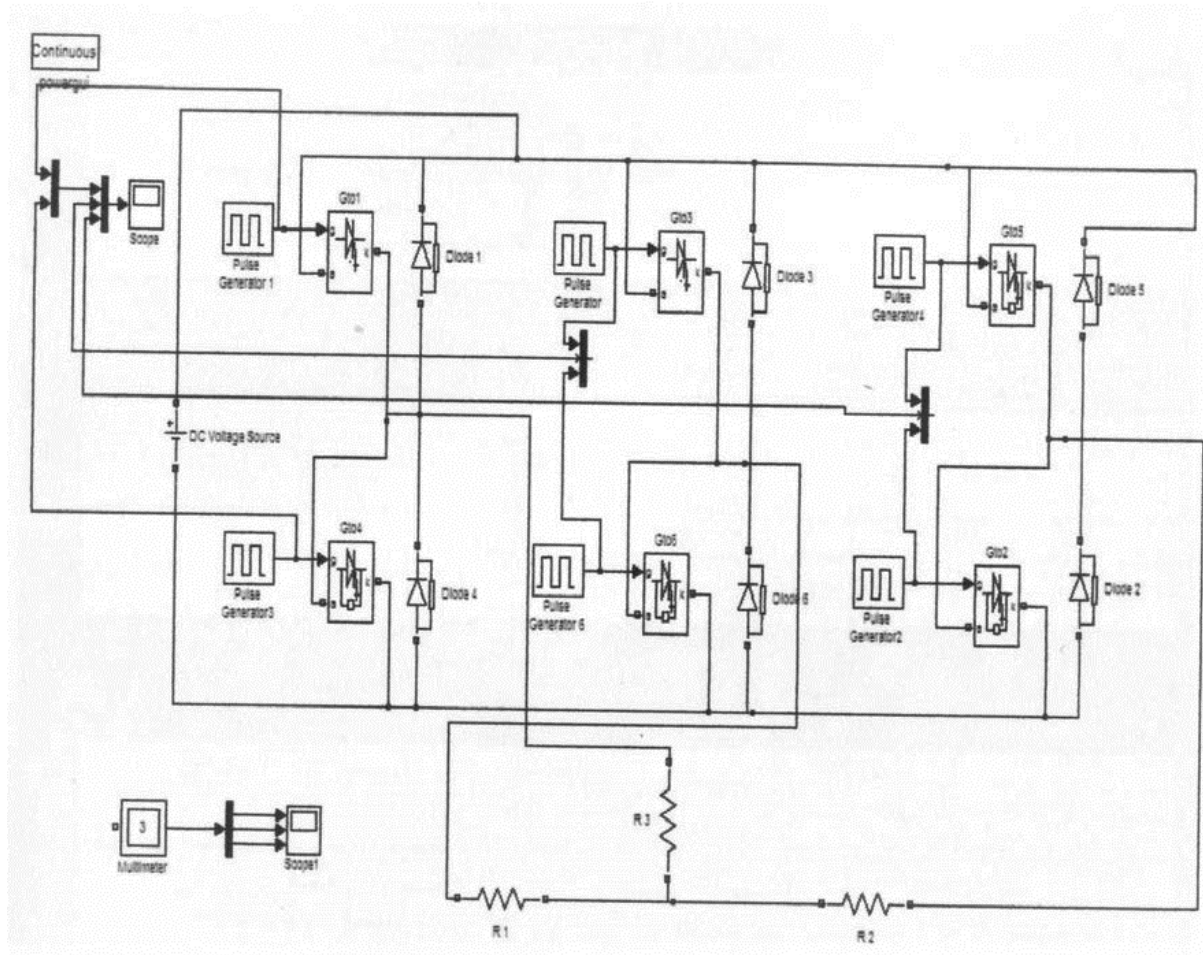 Continuous
powergui
Scope
Pulse
Generator 1
Gto1
g
a
k
Diode 1
Pulse
Generator
Gto3
g
a
k
Diode 3
Pulse
Generator4
Gto5
g
a
k
Diode 5
+
DC Voltage Source
Pulse
Generator3
Gto4
g
a
k
Diode 4
Pulse
Generator 6
Gto6
g
a
k
Diode 6
Pulse
Generator2
Gto2
g
a
k
Diode 2
3
Multimeter
Scope1
R 3
R 1
R 2